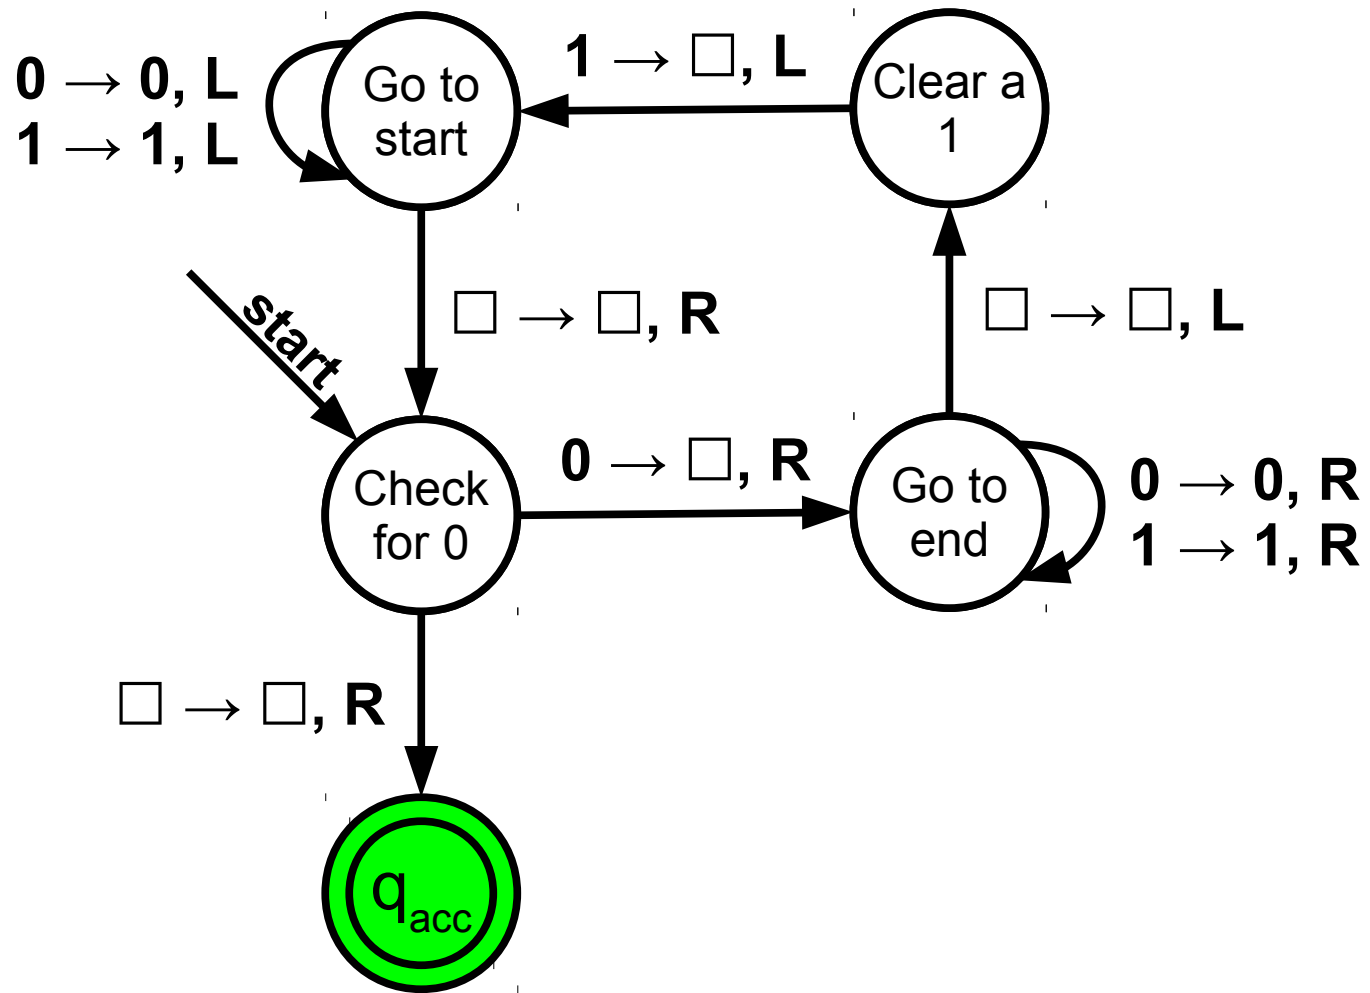 0 → 0, L
1 → 1, L
Go to
start
1 → □, L
Clear a
1
start
□ → □, R
□ → □, L
Check
for 0
0 → □, R
Go to
end
0 → 0, R
1 → 1, R
□ → □, R
qacc